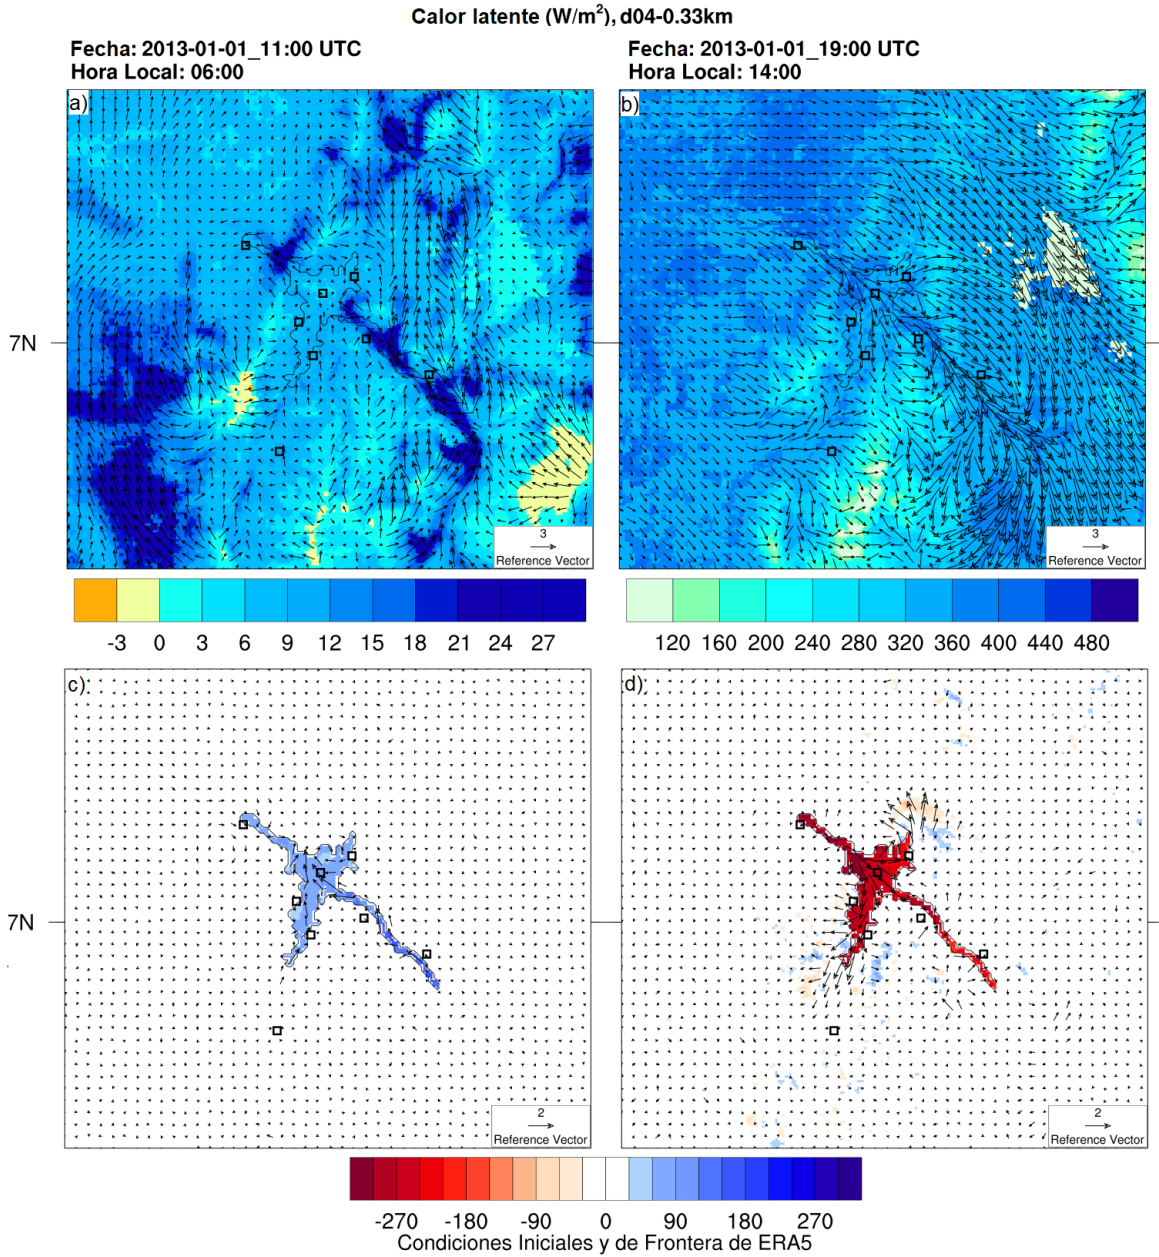 Calor latente (W/m²), d04-0.33km
Fecha: 2013-01-01_11:00 UTC
Hora Local: 06:00
Fecha: 2013-01-01_19:00 UTC
Hora Local: 14:00
a)
b)
7N
3
Reference Vector
3
Reference Vector
-3 0 3 6 9 12 15 18 21 24 27
120 160 200 240 280 320 360 400 440 480
c)
d)
7N
2
Reference Vector
2
Reference Vector
-270 -180 -90 0 90 180 270
Condiciones Iniciales y de Frontera de ERA5